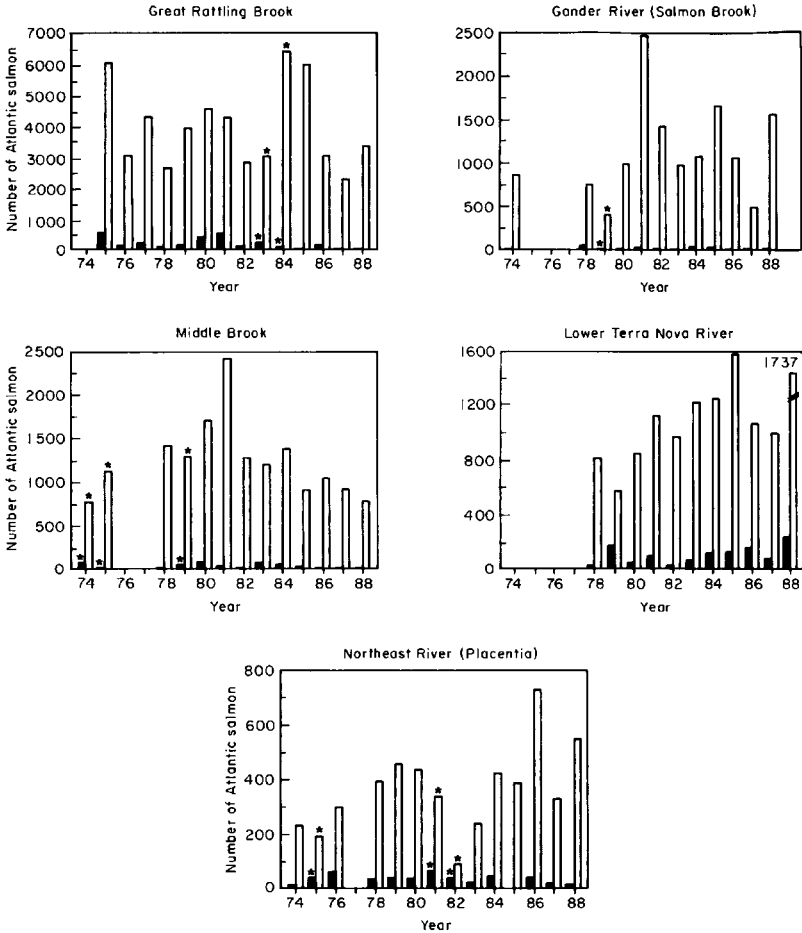 Great Rattling Brook
Number of Atlantic salmon
7000
6000
5000
4000
3000
2000
1000
0
* * * *
74 76 78 80 82 84 86 88
Year
Gander River (Salmon Brook)
2500
2000
1500
1000
500
0
* *
74 76 78 80 82 84 86 88
Year
Middle Brook
Number of Atlantic salmon
2500
2000
1500
1000
500
0
* * * * * *
74 76 78 80 82 84 86 88
Year
Lower Terra Nova River
1600
1200
800
400
0
1737
74 76 78 80 82 84 86 88
Year
Northeast River (Placentia)
Number of Atlantic salmon
800
600
400
200
0
* * * * * *
74 76 78 80 82 84 86 88
Year